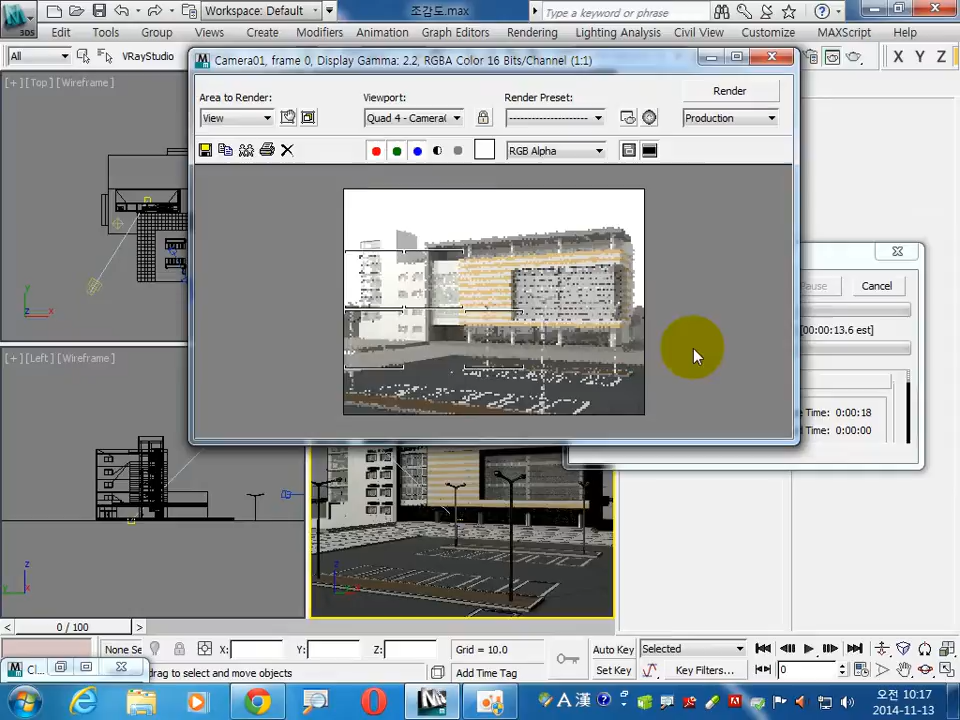 Workspace: Default
조감도.max
Type a keyword or phrase
3DS
Edit Tools Group Views Create Modifiers Animation Graph Editors Rendering Lighting Analysis Civil View Customize MAXScript Help
All
VRayStudio
X Y Z
Camera01, frame 0, Display Gamma: 2.2, RGBA Color 16 Bits/Channel (1:1)
Area to Render:
View
Viewport:
Quad 4 - Camera(
Render Preset:
--------------------
Render
Production
RGB Alpha
[+] [Top] [Wireframe]
[+] [Left] [Wireframe]
Pause
Cancel
[00:00:13.6 est]
e Time: 0:00:18
d Time: 0:00:00
y
x
z
y
z
x
< 0 / 100 >
None Se
X:
Y:
Z:
Grid = 10.0
Auto Key
Selected
drag to select and move objects
Add Time Tag
Set Key
Key Filters...
0
A 漢
오전 10:17
2014-11-13